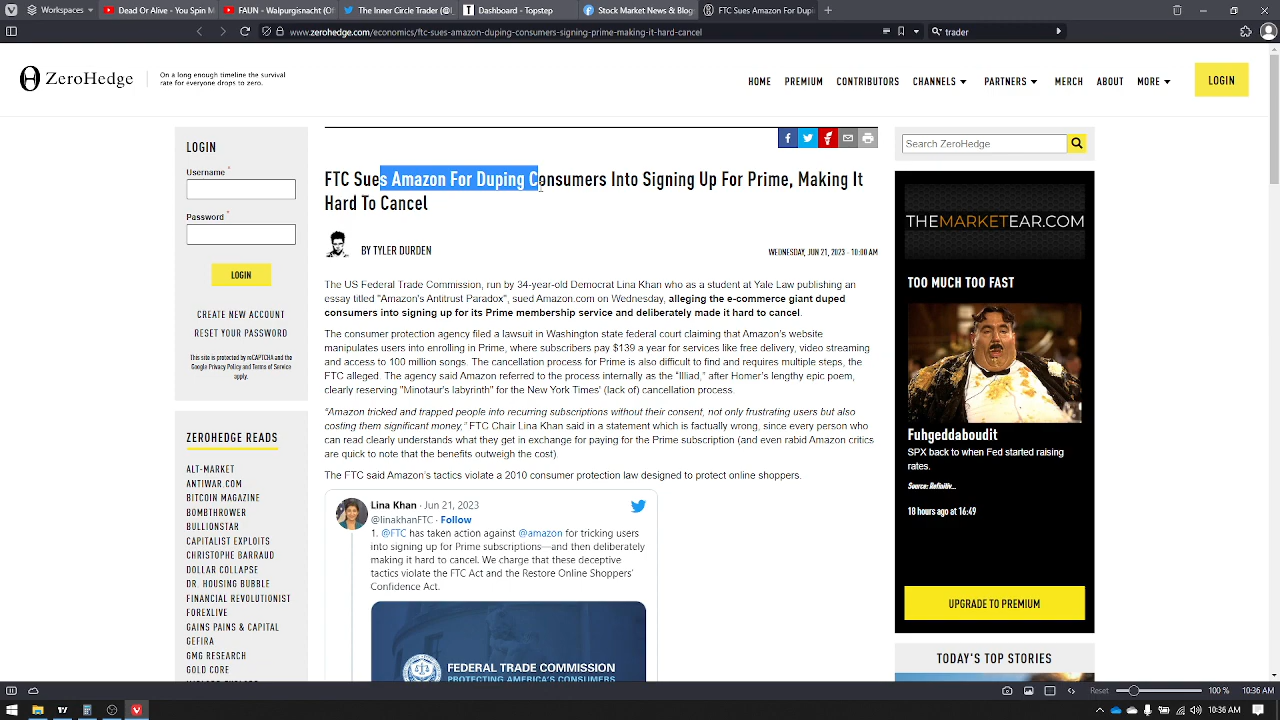 Workspaces
Dead Or Alive - You Spin M
FAUN - Walpurgisnacht (Of
The Inner Circle Trader (@I
Dashboard - Topstep
Stock Market News & Blog
FTC Sues Amazon For Dup
www.zerohedge.com/economics/ftc-sues-amazon-duping-consumers-signing-prime-making-it-hard-cancel
trader
ZeroHedge
On a long enough timeline the survival
rate for everyone drops to zero.
HOME PREMIUM CONTRIBUTORS CHANNELS PARTNERS MERCH ABOUT MORE LOGIN
LOGIN
Username *
Password *
LOGIN
CREATE NEW ACCOUNT
RESET YOUR PASSWORD
This site is protected by reCAPTCHA and the
Google Privacy Policy and Terms of Service
apply.
ZEROHEDGE READS
ALT-MARKET
ANTIWAR.COM
BITCOIN MAGAZINE
BOMBTHROWER
BULLIONSTAR
CAPITALIST EXPLOITS
CHRISTOPHE BARRAUD
DOLLAR COLLAPSE
DR. HOUSING BUBBLE
FINANCIAL REVOLUTIONIST
FOREXLIVE
GAINS PAINS & CAPITAL
GEFIRA
GMG RESEARCH
GOLD CORE
FTC Sues Amazon For Duping Consumers Into Signing Up For Prime, Making It
Hard To Cancel
BY TYLER DURDEN
WEDNESDAY, JUN 21, 2023 - 10:00 AM
The US Federal Trade Commission, run by 34-year-old Democrat Lina Khan who as a student at Yale Law publishing an
essay titled "Amazon's Antitrust Paradox", sued Amazon.com on Wednesday, alleging the e-commerce giant duped
consumers into signing up for its Prime membership service and deliberately made it hard to cancel.
The consumer protection agency filed a lawsuit in Washington state federal court claiming that Amazon's website
manipulates users into enrolling in Prime, where subscribers pay $139 a year for services like free delivery, video streaming
and access to 100 million songs. The cancellation process for Prime is also difficult to find and requires multiple steps, the
FTC alleged. The agency said Amazon referred to the process internally as the "Illiad," after Homer's lengthy epic poem,
clearly reserving "Minotaur's labyrinth" for the New York Times' (lack of) cancellation process.
"Amazon tricked and trapped people into recurring subscriptions without their consent, not only frustrating users but also
costing them significant money," FTC Chair Lina Khan said in a statement which is factually wrong, since every person who
can read clearly understands what they get in exchange for paying for the Prime subscription (and even rabid Amazon critics
are quick to note that the benefits outweigh the cost).
The FTC said Amazon's tactics violate a 2010 consumer protection law designed to protect online shoppers.
Lina Khan · Jun 21, 2023
@linakhanFTC · Follow
1. @FTC has taken action against @amazon for tricking users
into signing up for Prime subscriptions—and then deliberately
making it hard to cancel. We charge that these deceptive
tactics violate the FTC Act and the Restore Online Shoppers'
Confidence Act.
FEDERAL TRADE COMMISSION
PROTECTING AMERICA'S CONSUMERS
Search ZeroHedge
THEMARKETEAR.COM
TOO MUCH TOO FAST
Fuhgeddaboudit
SPX back to when Fed started raising
rates.
Source: Refinitiv...
18 hours ago at 16:49
UPGRADE TO PREMIUM
TODAY'S TOP STORIES
Reset 100 %
10:36 AM
10:36 AM